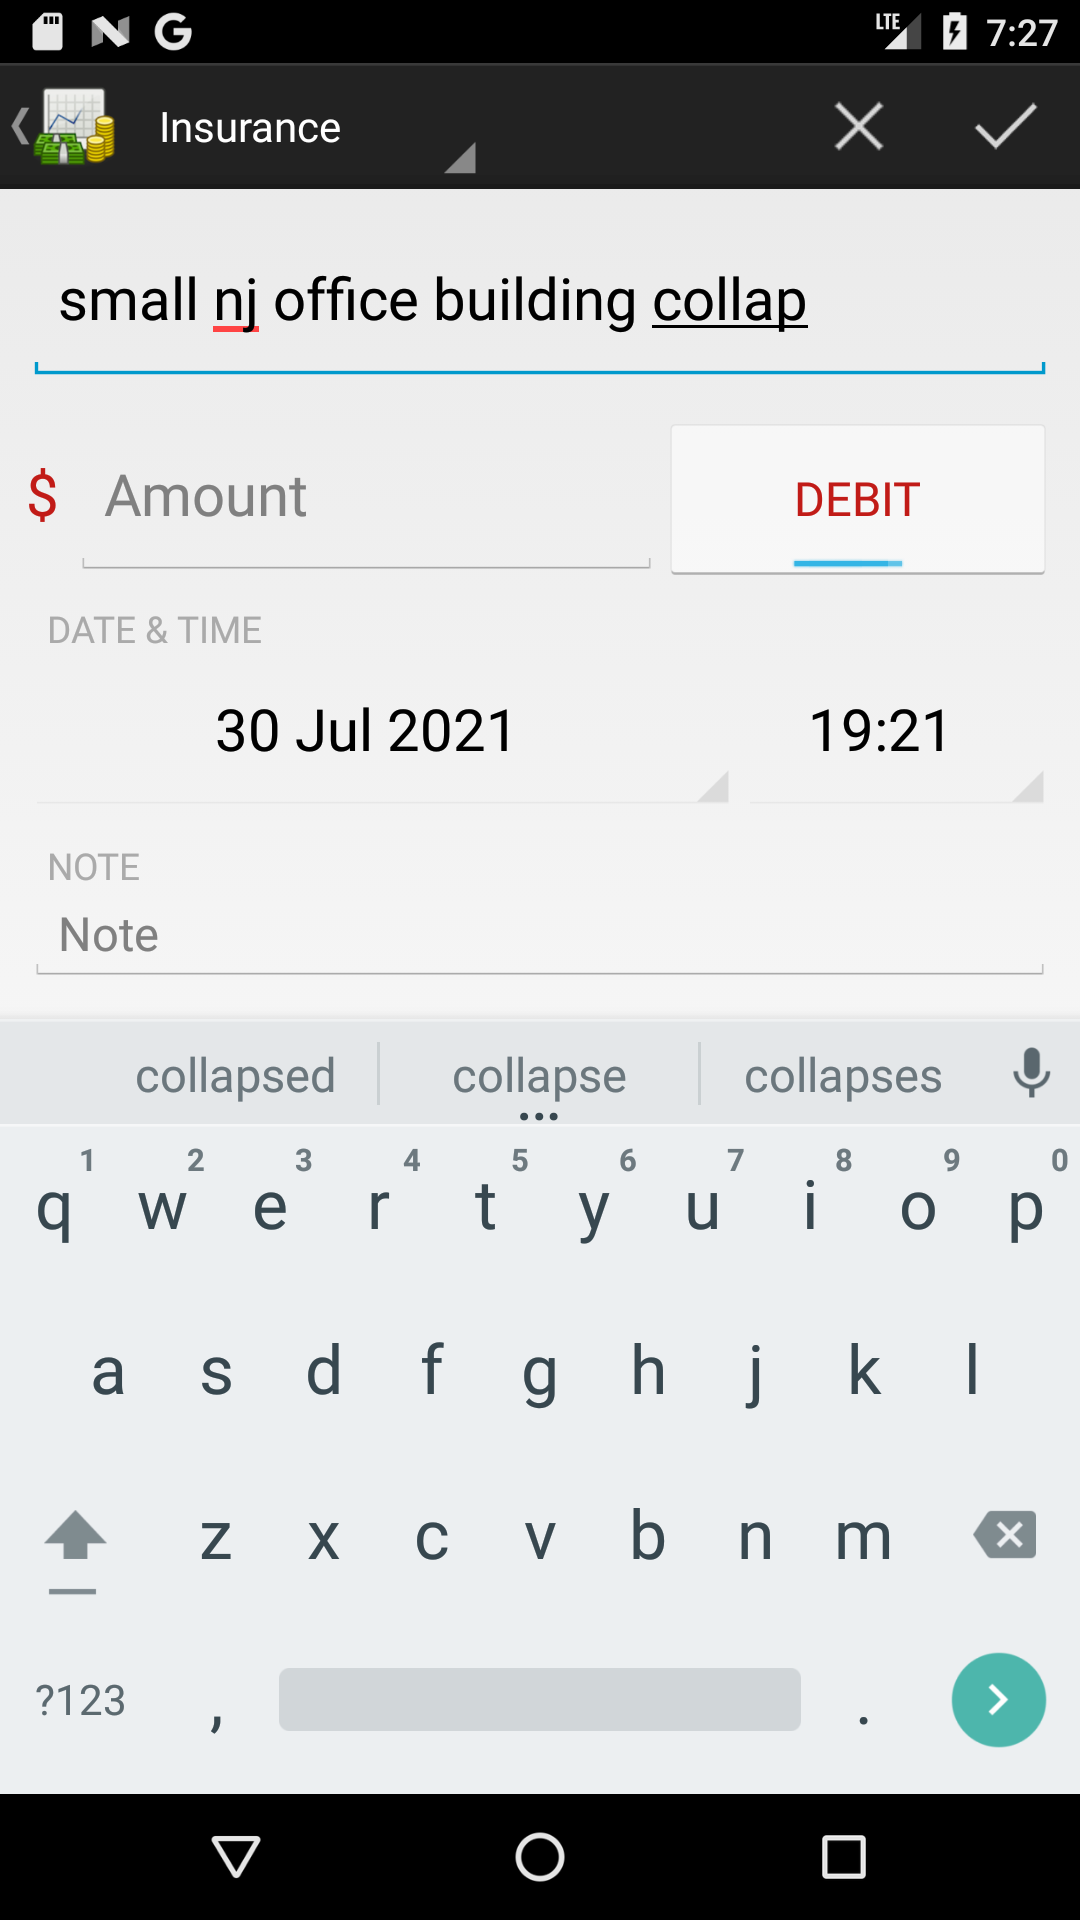 LTE 7:27
Insurance
small nj office building collap
$ Amount DEBIT
DATE & TIME
30 Jul 2021 19:21
NOTE
Note
collapsed collapse collapses
1 2 3 4 5 6 7 8 9 0
q w e r t y u i o p
a s d f g h j k l
z x c v b n m
?123 , .